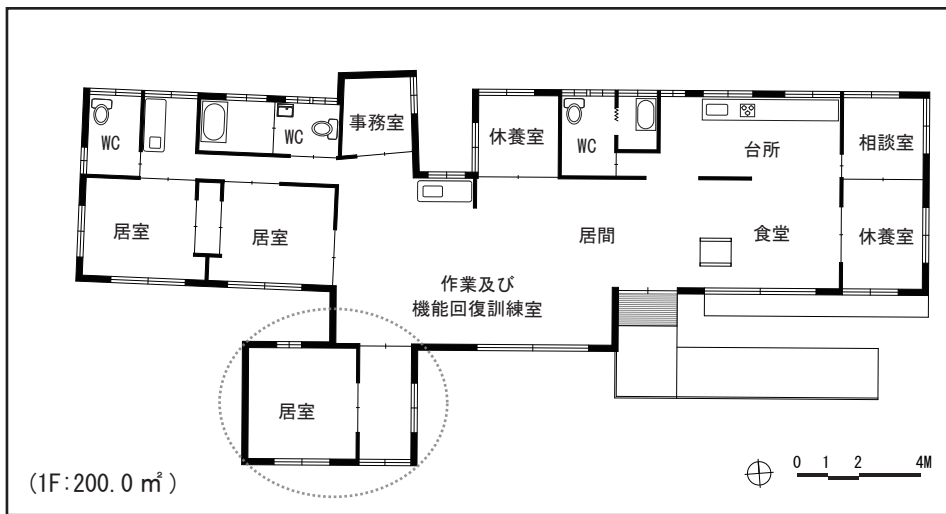 事務室
WC
WC
休養室
WC
台所
相談室
居室
居室
居間
食堂
休養室
作業及び
機能回復訓練室
居室
(1F:200.0㎡)
0 1 2 4M